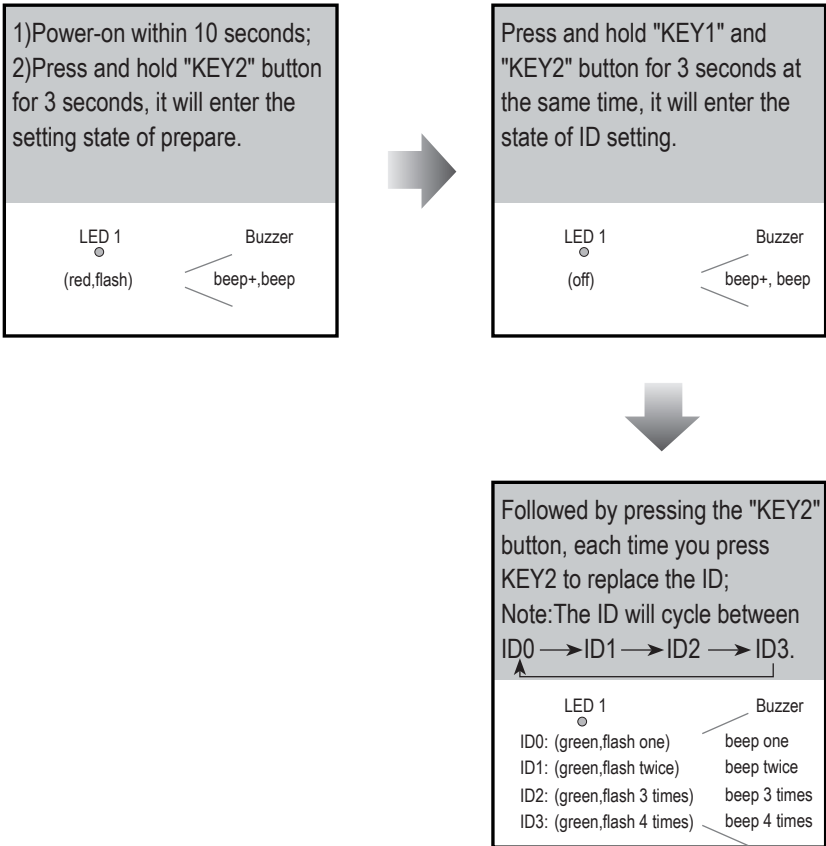 1)Power-on within 10 seconds;
2)Press and hold "KEY2" button
for 3 seconds, it will enter the
setting state of prepare.
LED 1 Buzzer
(red,flash) beep+,beep
Press and hold "KEY1" and
"KEY2" button for 3 seconds at
the same time, it will enter the
state of ID setting.
LED 1 Buzzer
(off) beep+, beep
Followed by pressing the "KEY2"
button, each time you press
KEY2 to replace the ID;
Note:The ID will cycle between
ID0 → ID1 → ID2 → ID3.
LED 1 Buzzer
ID0: (green,flash one) beep one
ID1: (green,flash twice) beep twice
ID2: (green,flash 3 times) beep 3 times
ID3: (green,flash 4 times) beep 4 times